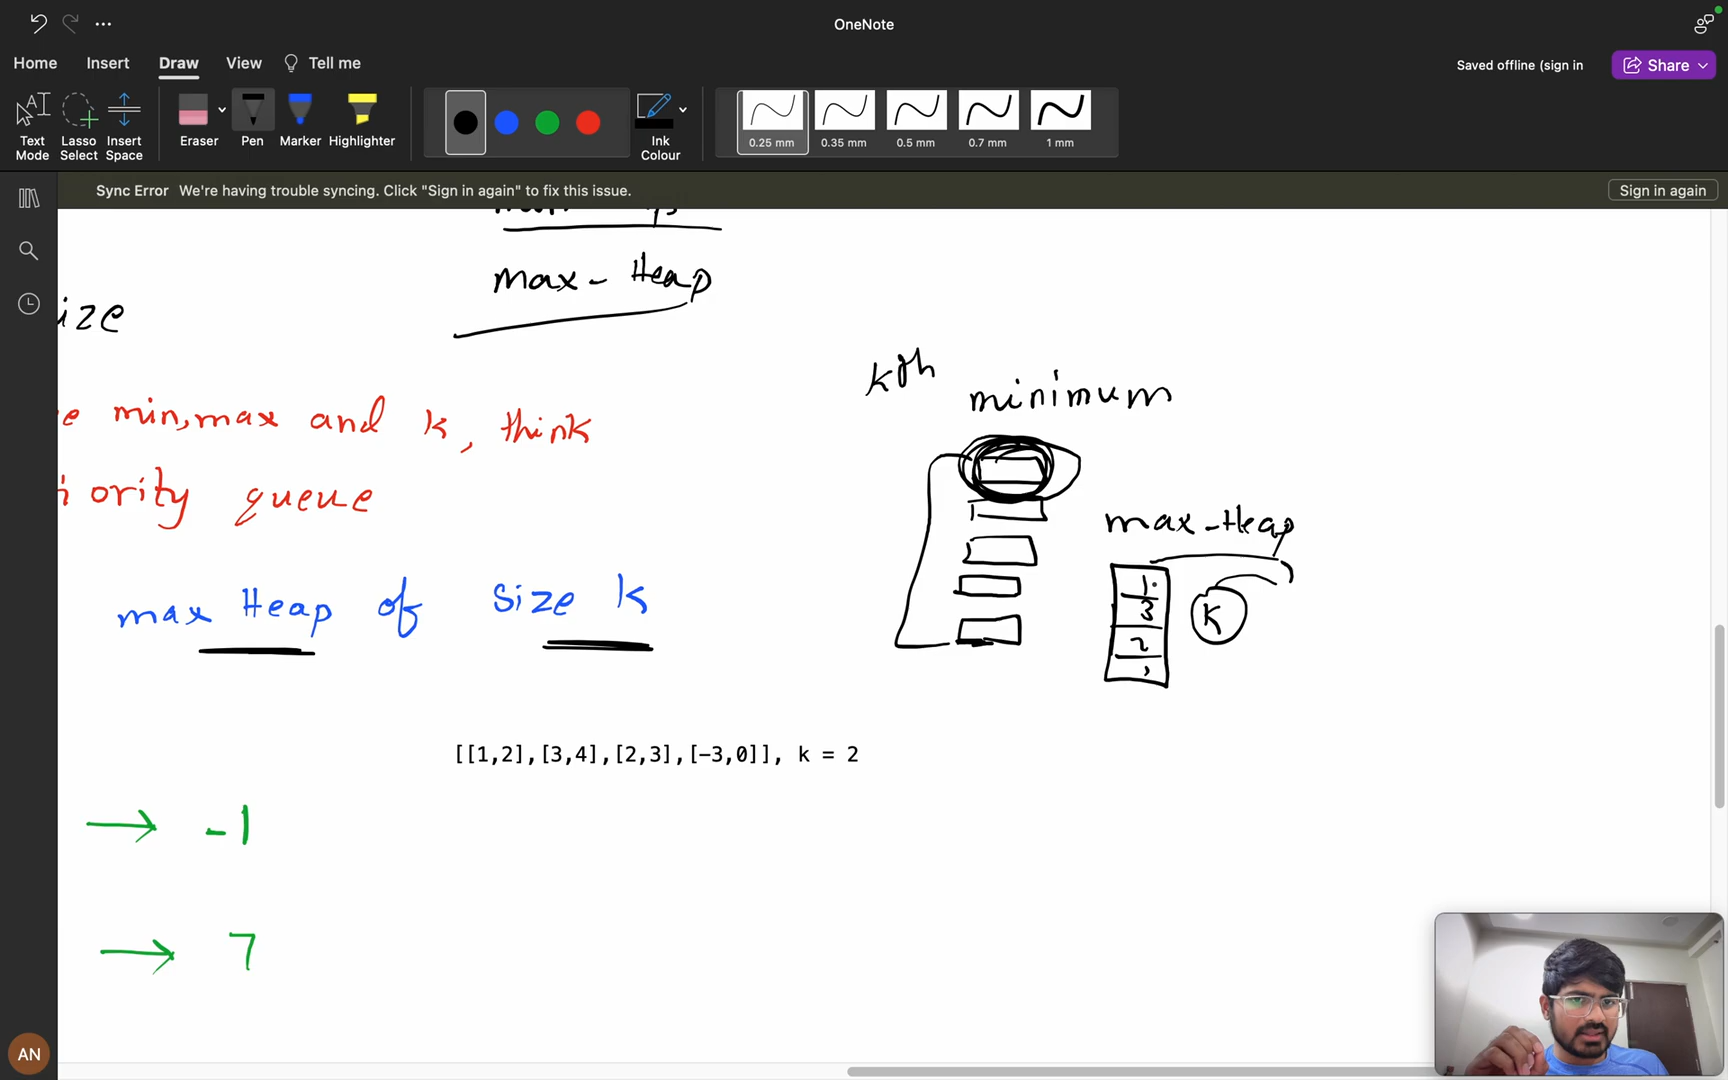 OneNote
Home Insert Draw View Tell me
Saved offline (sign in
Share
Text Mode
Lasso Select
Insert Space
Eraser
Pen
Marker
Highlighter
Ink Colour
0.25 mm
0.35 mm
0.5 mm
0.7 mm
1 mm
Sync Error We're having trouble syncing. Click "Sign in again" to fix this issue.
Sign in again
max - Heap
ize
kth
minimum
e min,max and k, think
ority queue
max-Heap
max Heap of size k
1
3
2
k
[[1,2],[3,4],[2,3],[-3,0]], k = 2
→ -1
→ 7
AN